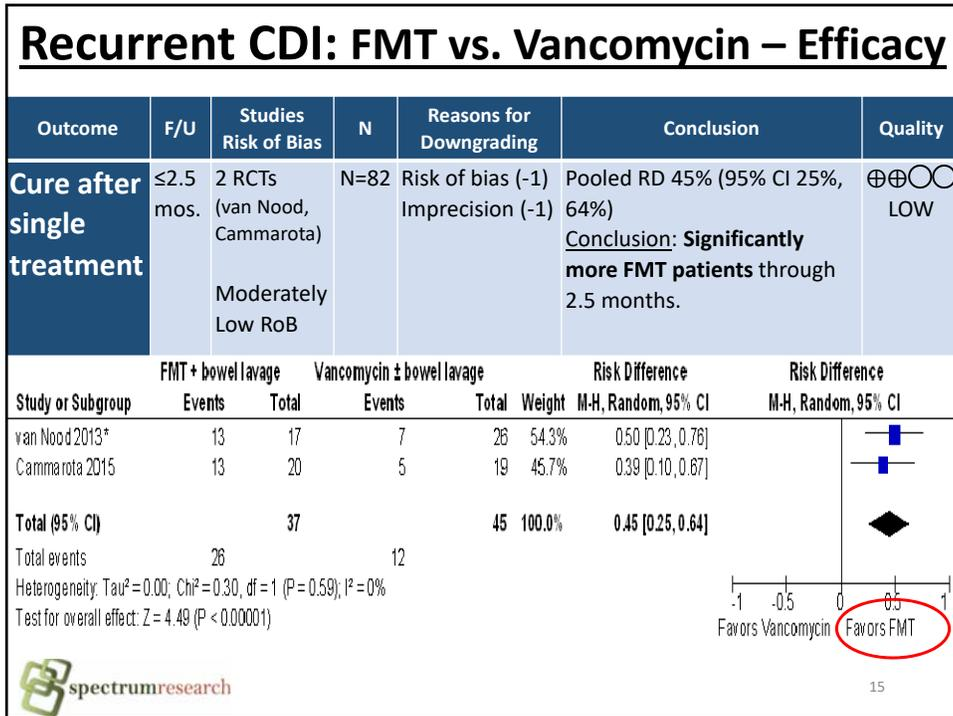 Recurrent CDI: FMT vs. Vancomycin – Efficacy
Outcome F/U Studies Risk of Bias N Reasons for Downgrading Conclusion Quality
Cure after single treatment
≤2.5 mos.
2 RCTs
(van Nood,
Cammarota)
Moderately
Low RoB
N=82
Risk of bias (-1)
Imprecision (-1)
Pooled RD 45% (95% CI 25%,
64%)
Conclusion: Significantly
more FMT patients through
2.5 months.
⊕⊕◯◯
LOW
FMT + bowel lavage Vancomycin ± bowel lavage Risk Difference Risk Difference
Study or Subgroup Events Total Events Total Weight M-H, Random, 95% CI M-H, Random, 95% CI
van Nood 2013* 13 17 7 26 54.3% 0.50 [0.23, 0.76]
Cammarota 2015 13 20 5 19 45.7% 0.39 [0.10, 0.67]
Total (95% CI) 37 45 100.0% 0.45 [0.25, 0.64]
Total events 26 12
Heterogeneity: Tau² = 0.00; Chi² = 0.30, df = 1 (P = 0.59); I² = 0%
Test for overall effect: Z = 4.49 (P < 0.00001)
-1 -0.5 0 0.5 1
Favors Vancomycin Favors FMT
spectrumresearch
15